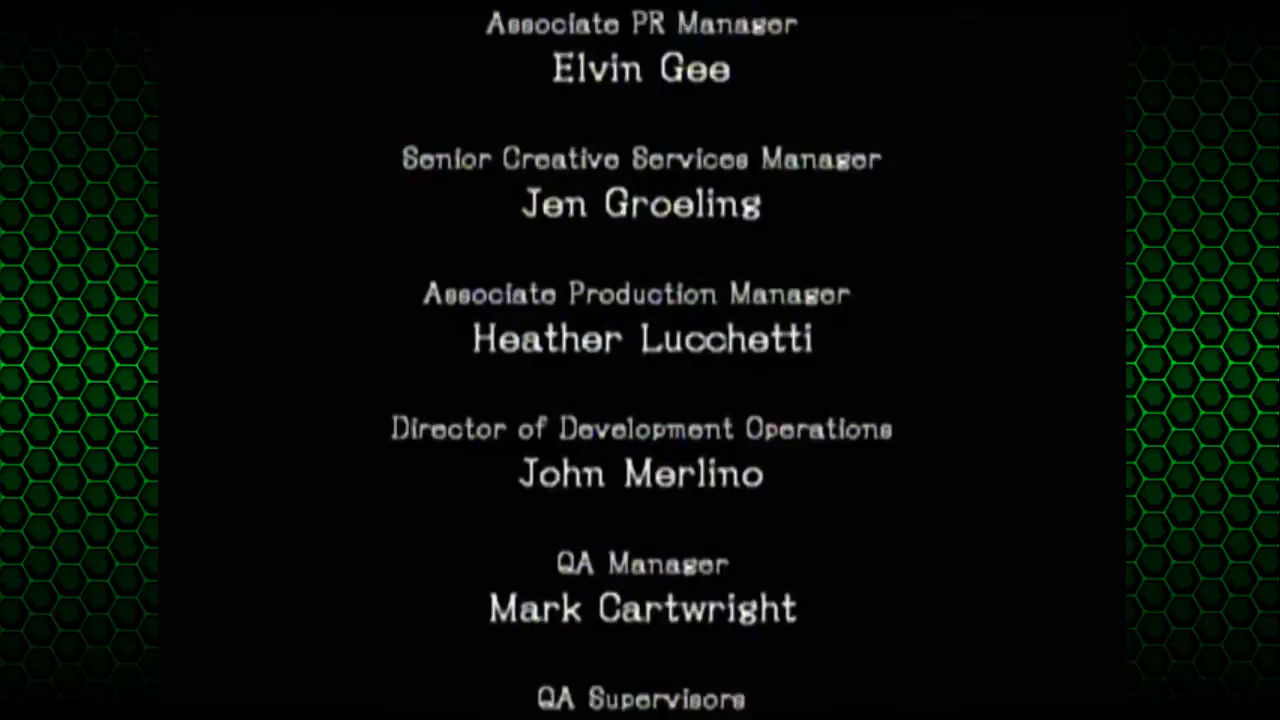 Associate PR Manager
Elvin Gee
Senior Creative Services Manager
Jen Groeling
Associate Production Manager
Heather Lucchetti
Director of Development Operations
John Merlino
QA Manager
Mark Cartwright
QA Supervisors